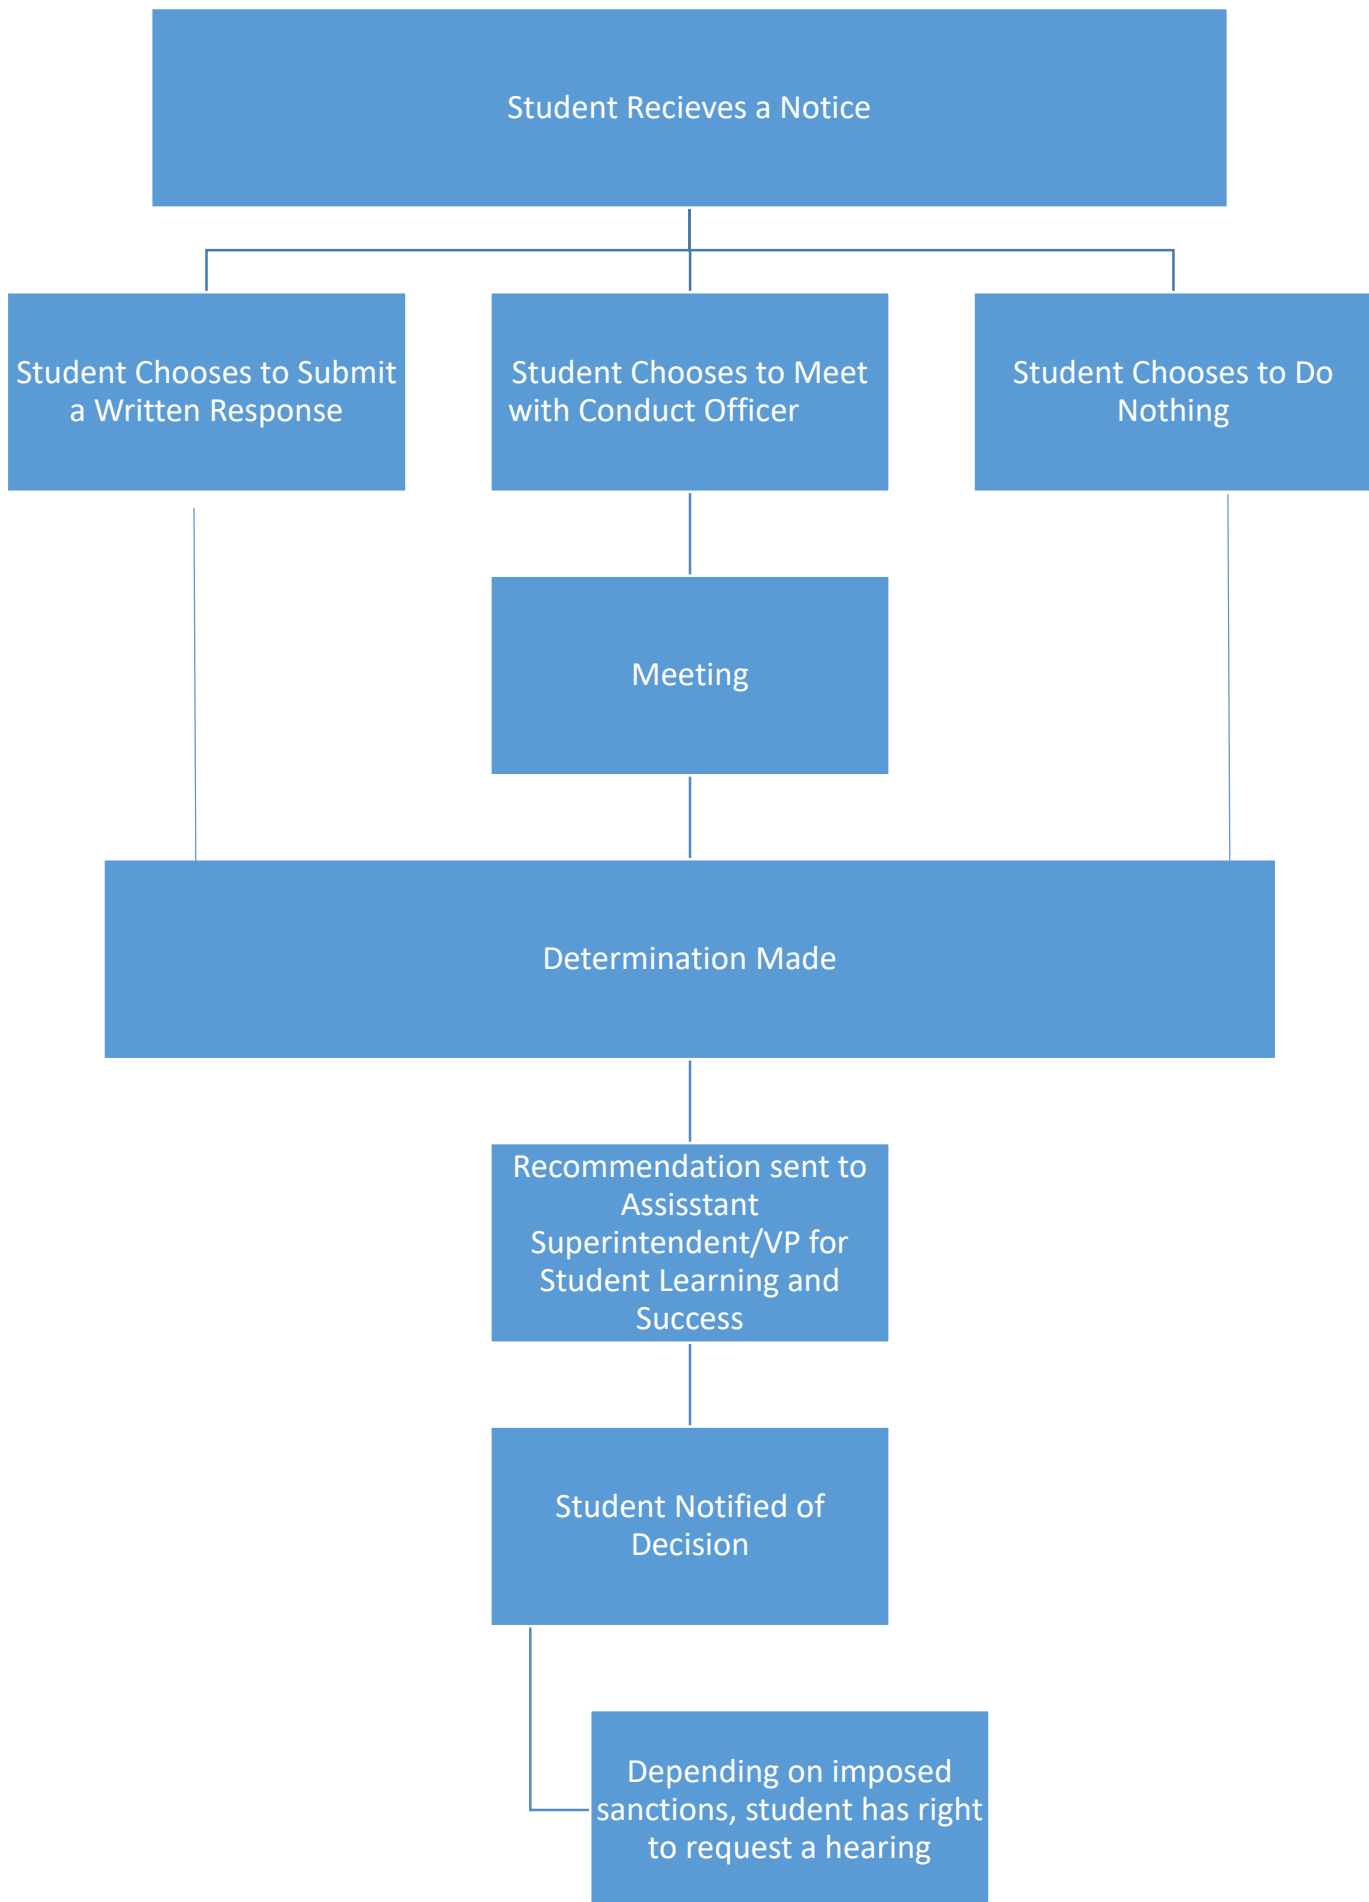 Student Recieves a Notice
Student Chooses to Submit
a Written Response
Student Chooses to Meet
with Conduct Officer
Student Chooses to Do
Nothing
Meeting
Determination Made
Recommendation sent to
Assisstant
Superintendent/VP for
Student Learning and
Success
Student Notified of
Decision
Depending on imposed
sanctions, student has right
to request a hearing